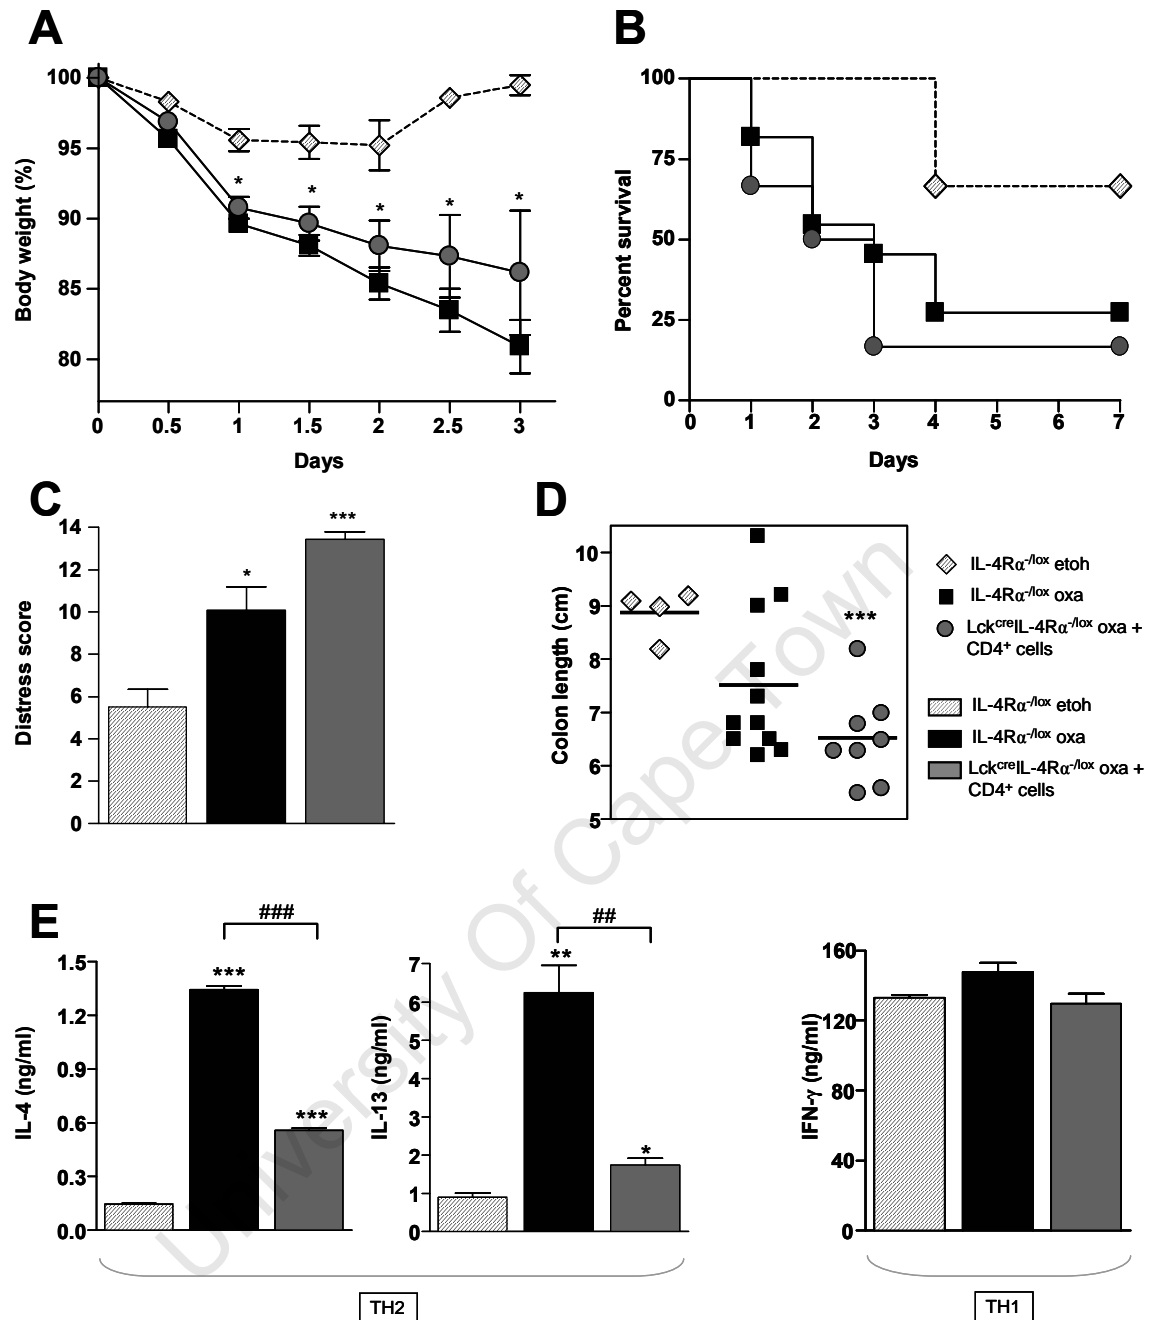 A
100
95
90
85
80
Body weight (%)
* * * * *
0 0.5 1 1.5 2 2.5 3
Days
B
100
75
50
25
0
Percent survival
0 1 2 3 4 5 6 7
Days
C
14
12
10
8
6
4
2
0
Distress score
*
***
D
10
9
8
7
6
5
Colon length (cm)
***
IL-4Rα-/lox etoh
IL-4Rα-/lox oxa
LckcreIL-4Rα-/lox oxa +
CD4+ cells
IL-4Rα-/lox etoh
IL-4Rα-/lox oxa
LckcreIL-4Rα-/lox oxa +
CD4+ cells
E
###
1.5
1.2
0.9
0.6
0.3
0.0
IL-4 (ng/ml)
***
***
##
7
6
5
4
3
2
1
0
IL-13 (ng/ml)
**
*
160
120
80
40
0
IFN-γ (ng/ml)
TH2
TH1
University Of Cape Town